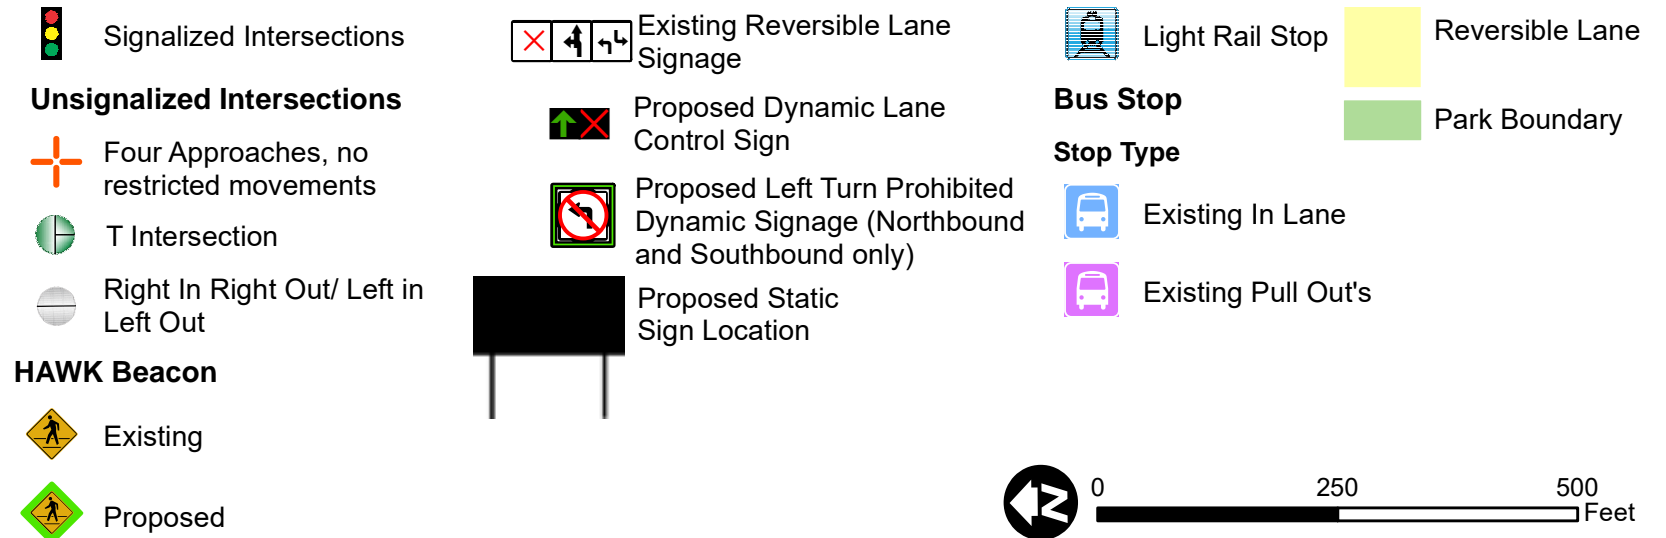 Signalized Intersections
Unsignalized Intersections
Four Approaches, no
restricted movements
T Intersection
Right In Right Out/ Left in
Left Out
HAWK Beacon
Existing
Proposed
Existing Reversible Lane
Signage
Proposed Dynamic Lane
Control Sign
Proposed Left Turn Prohibited
Dynamic Signage (Northbound
and Southbound only)
Proposed Static
Sign Location
Light Rail Stop
Bus Stop
Stop Type
Existing In Lane
Existing Pull Out's
Reversible Lane
Park Boundary
N
0 250 500
Feet